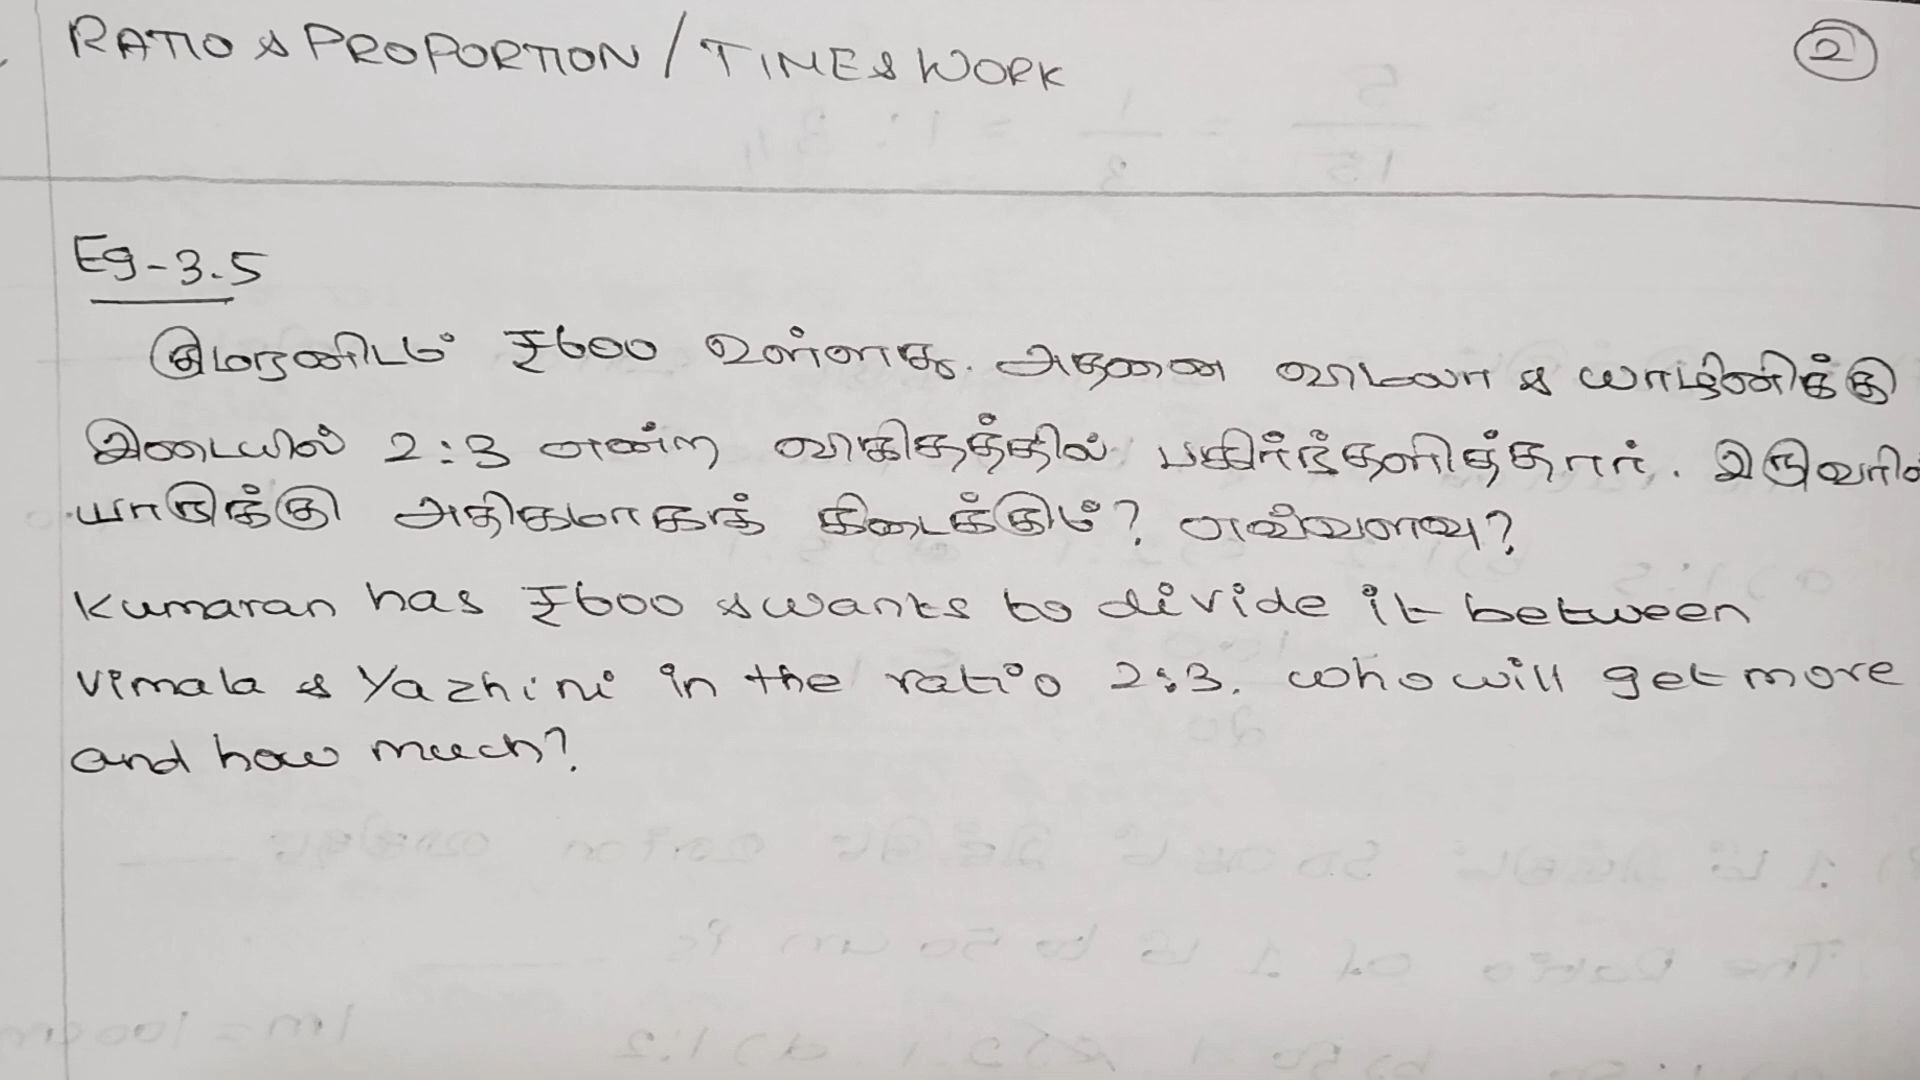 RATIO & PROPORTION / TIME & WORK
2
Eg-3.5
குமரனிடம் ₹600 உள்ளது. அதனை விமலா & யாழினிக்கு
இடையில் 2:3 என்ற விகிதத்தில் பகிர்ந்தளித்தார். இருவரில்
யாருக்கு அதிகமாகக் கிடைக்கும்? எவ்வளவு?
Kumaran has ₹600 & wants to divide it between
Vimala & Yazhini in the ratio 2:3. who will get more
and how much?